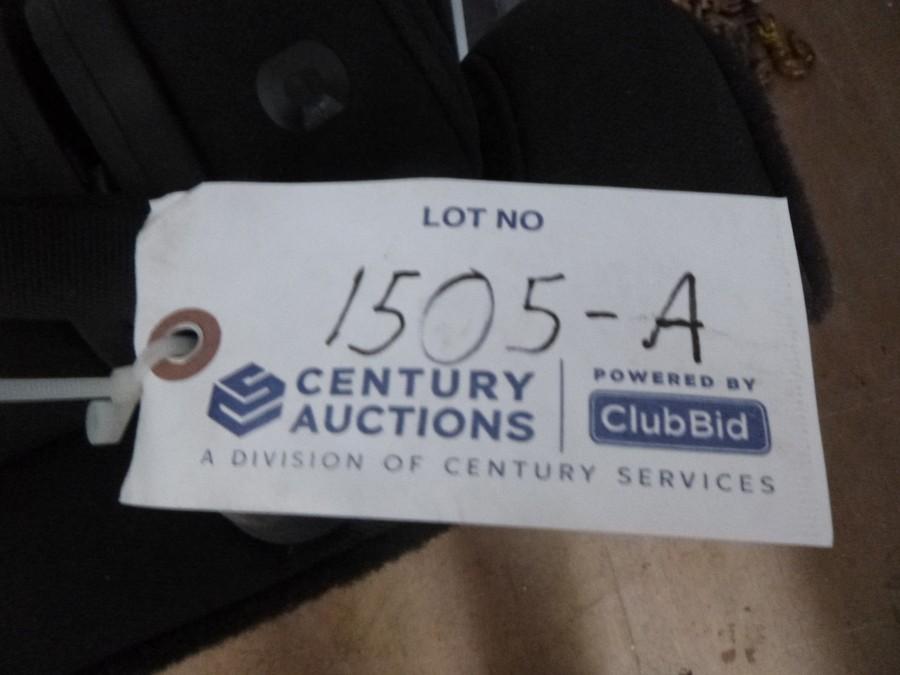 LOT NO
1505-A
CENTURY AUCTIONS
POWERED BY
ClubBid
A DIVISION OF CENTURY SERVICES